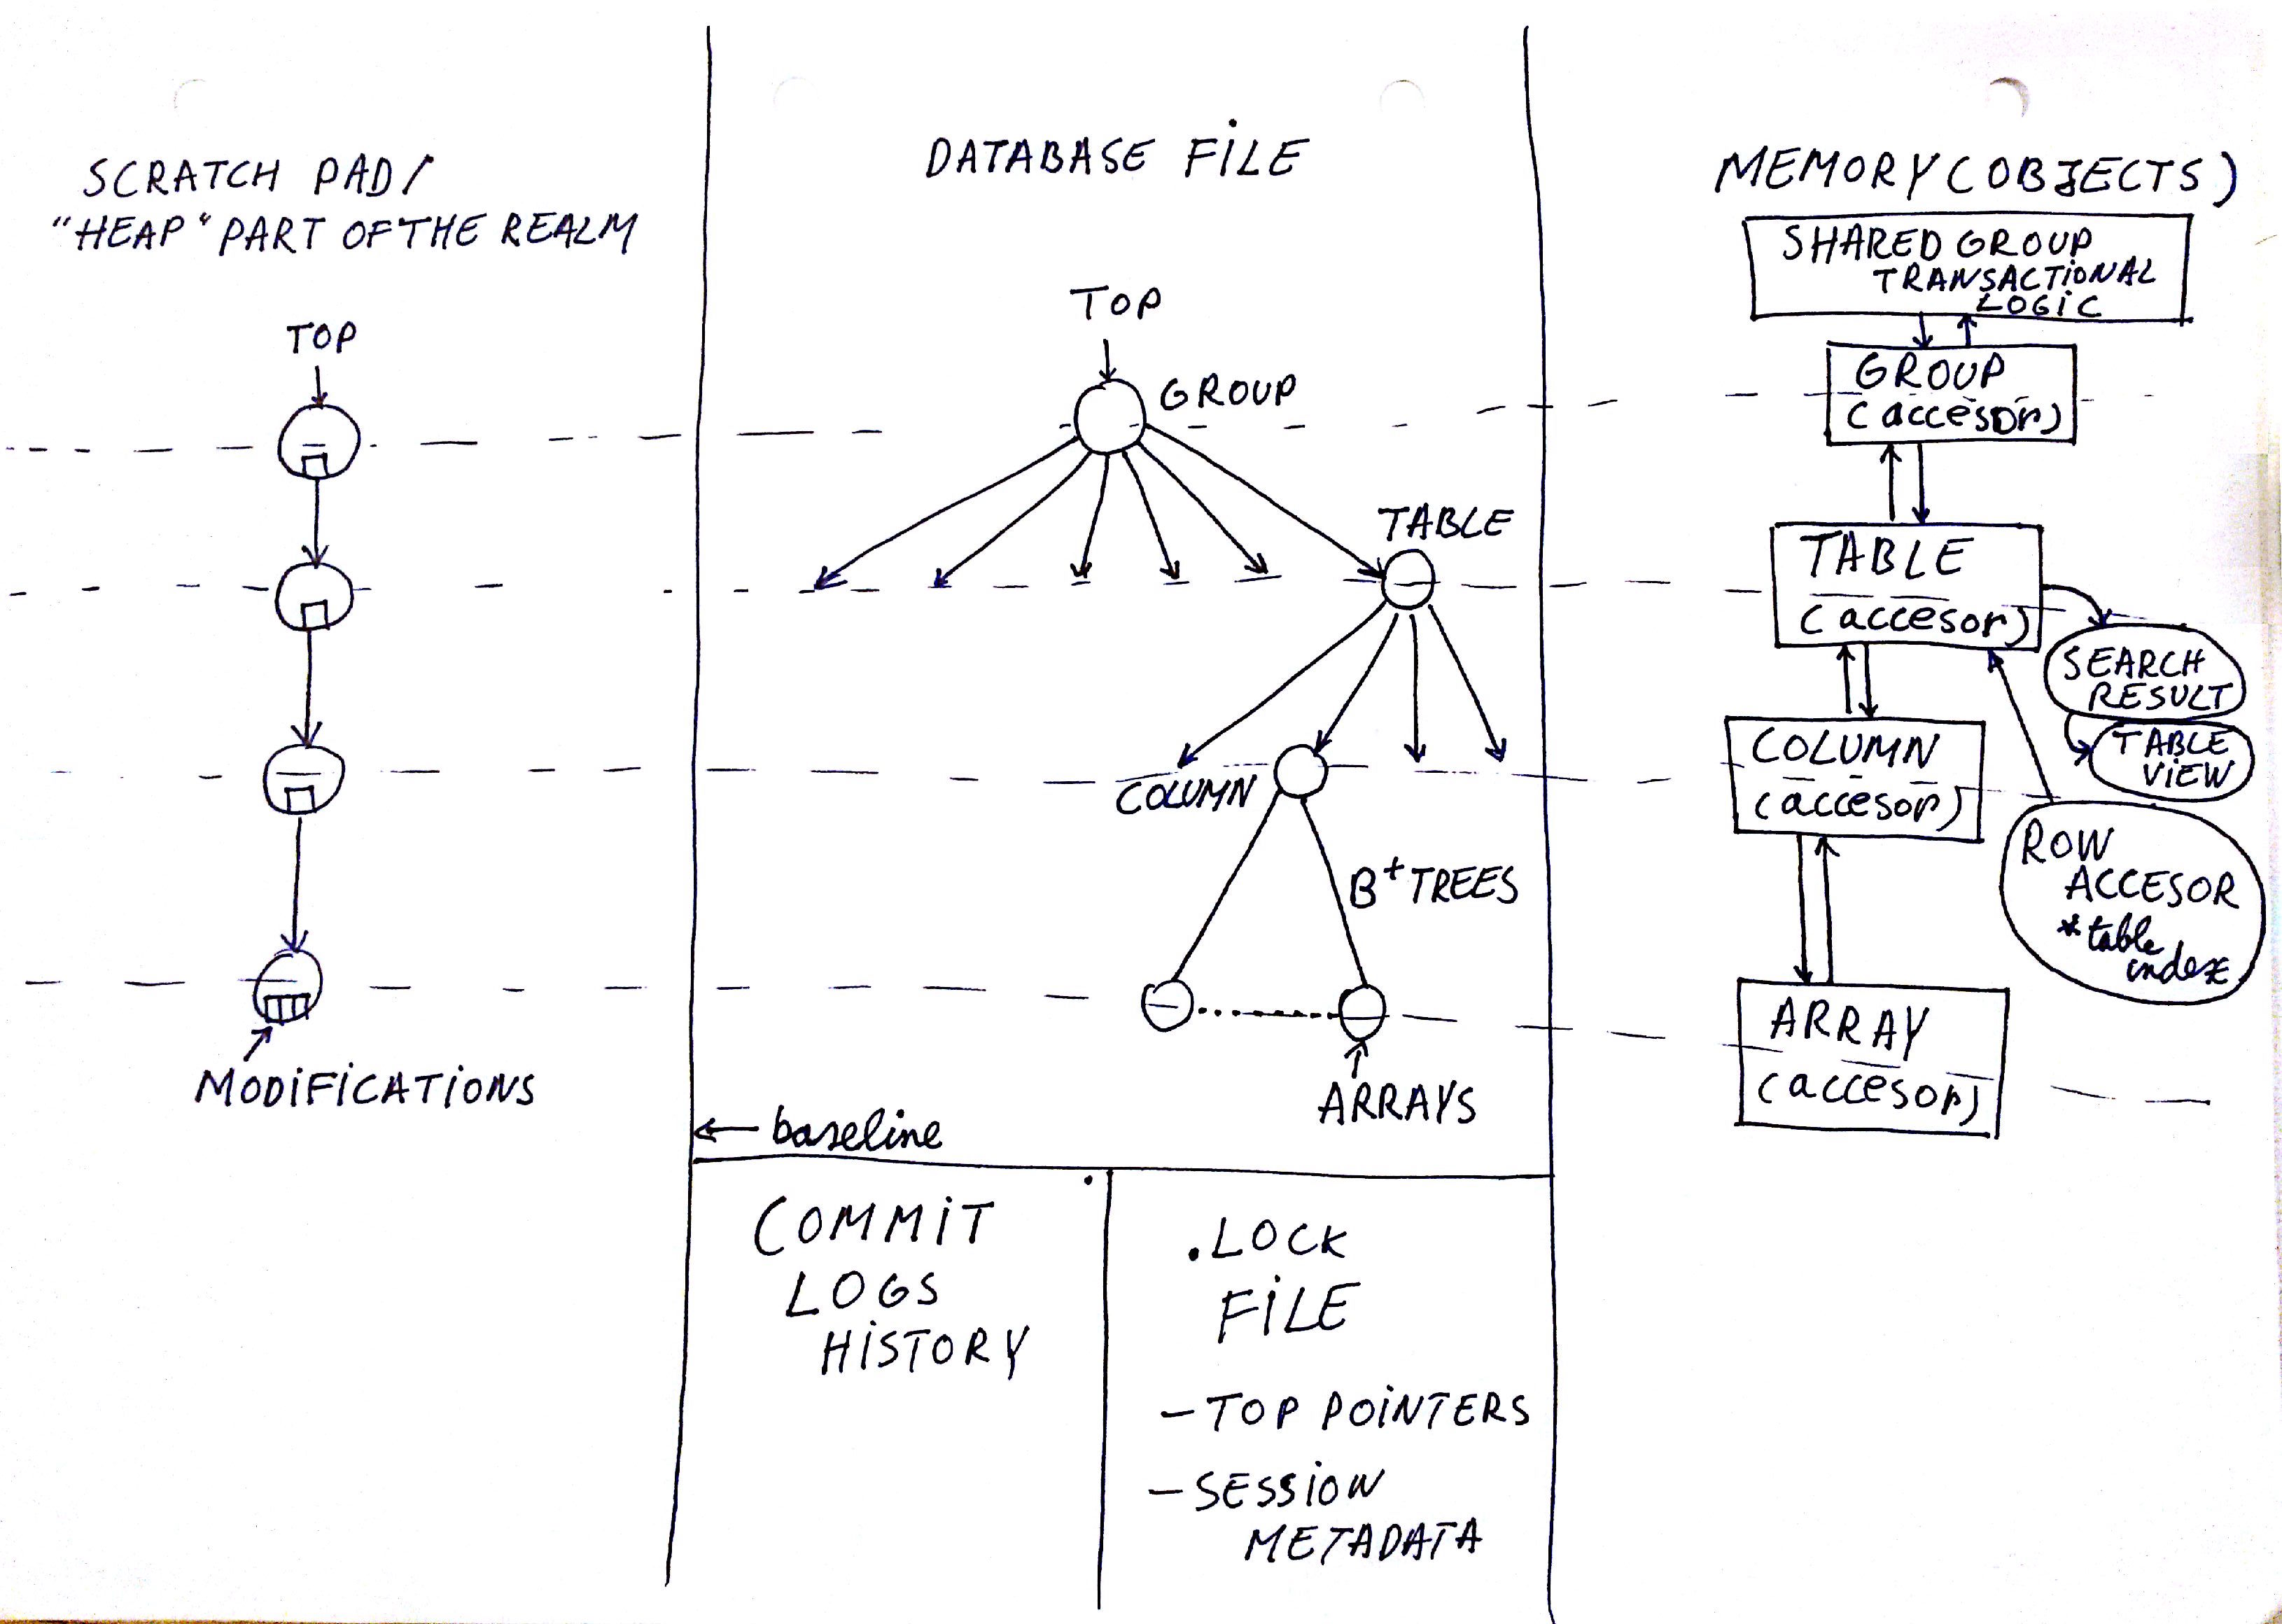 SCRATCH PAD/
"HEAP" PART OF THE REALM
TOP
MODIFICATIONS
DATABASE FILE
TOP
GROUP
TABLE
COLUMN
B+ TREES
ARRAYS
← baseline
COMMIT
LOGS
HISTORY
.LOCK
FILE
- TOP POINTERS
- SESSION
METADATA
MEMORY (OBJECTS)
SHARED GROUP
TRANSACTIONAL
LOGIC
GROUP
(accesor)
TABLE
(accesor)
SEARCH
RESULT
TABLE
VIEW
COLUMN
(accesor)
ROW
ACCESOR
*table
index
ARRAY
(accesor)